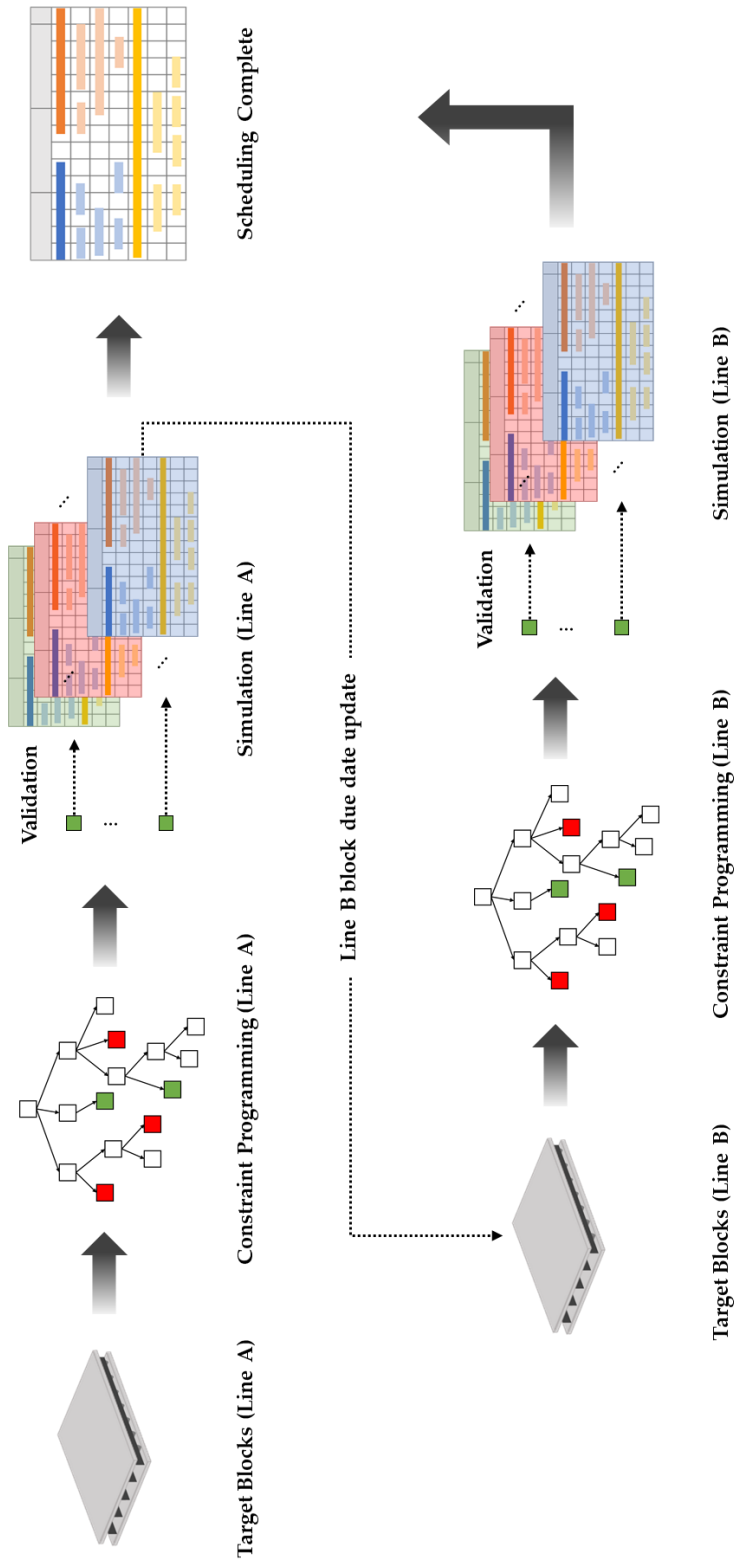 Validation
...
...
...
...
Target Blocks (Line A)
Constraint Programming (Line A)
Simulation (Line A)
Scheduling Complete
Line B block due date update
Validation
...
...
...
...
Target Blocks (Line B)
Constraint Programming (Line B)
Simulation (Line B)